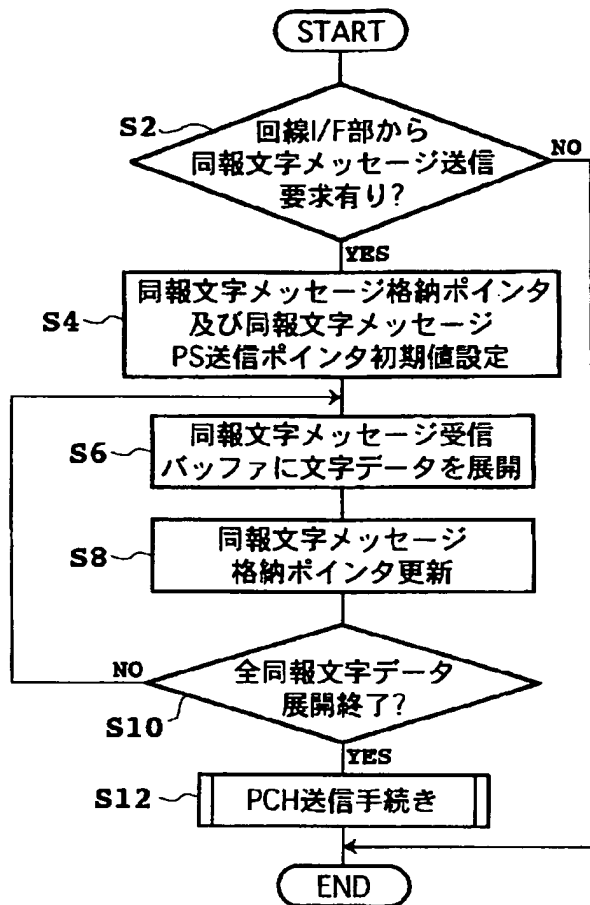 START
S2
回線I/F部から
同報文字メッセージ送信
要求有り?
NO
YES
S4
同報文字メッセージ格納ポインタ
及び同報文字メッセージ
PS送信ポインタ初期値設定
S6
同報文字メッセージ受信
バッファに文字データを展開
S8
同報文字メッセージ
格納ポインタ更新
NO
全同報文字データ
展開終了?
S10
YES
S12
PCH送信手続き
END